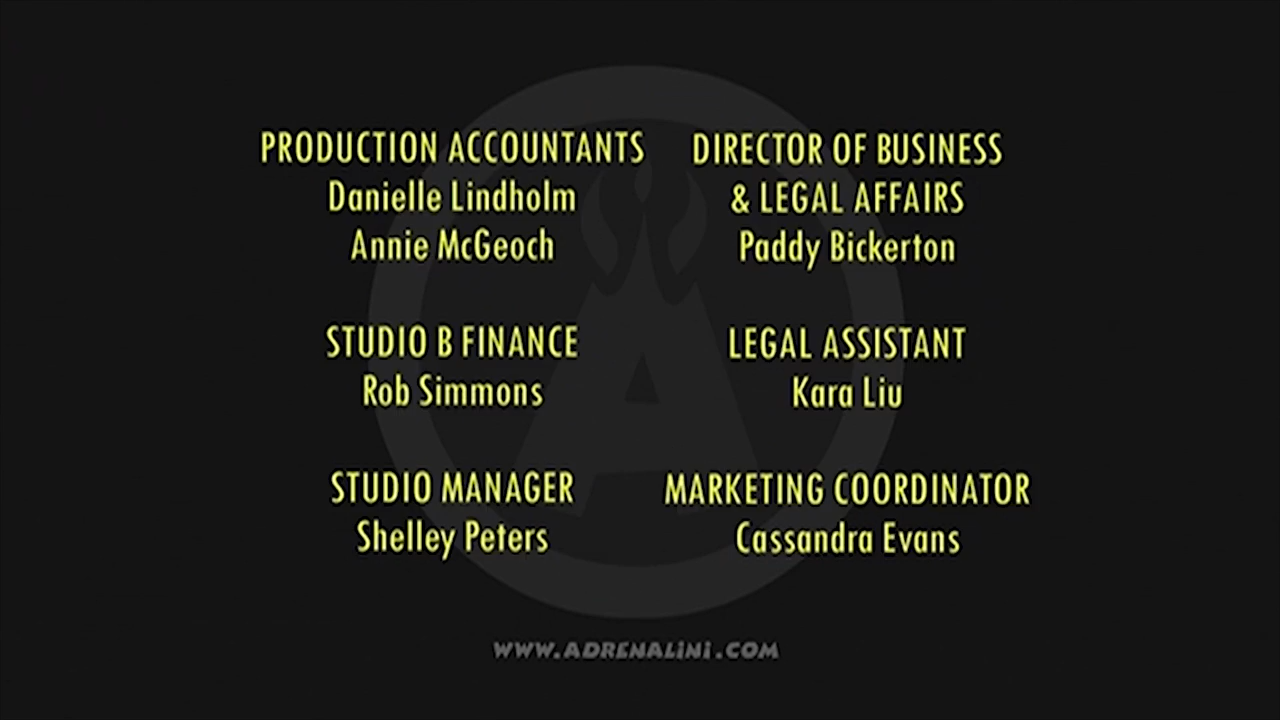 PRODUCTION ACCOUNTANTS
Danielle Lindholm
Annie McGeoch
STUDIO B FINANCE
Rob Simmons
STUDIO MANAGER
Shelley Peters
DIRECTOR OF BUSINESS
& LEGAL AFFAIRS
Paddy Bickerton
LEGAL ASSISTANT
Kara Liu
MARKETING COORDINATOR
Cassandra Evans
WWW.ADRENALINI.COM